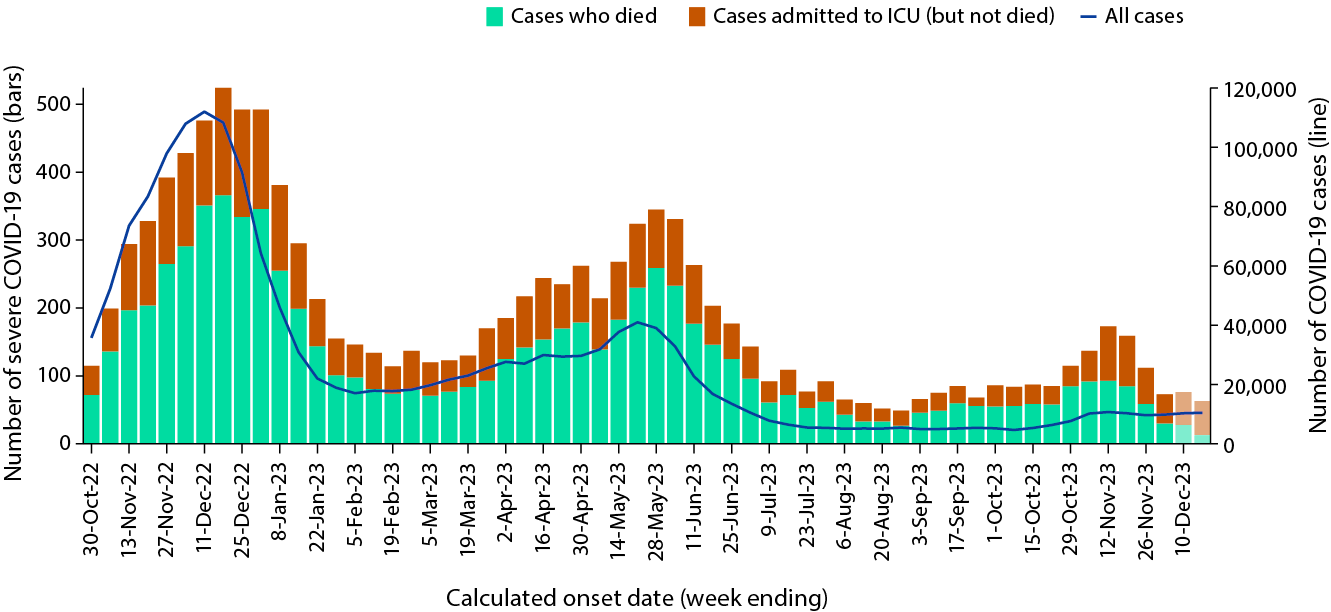 Cases who died
Cases admitted to ICU (but not died)
All cases
Number of severe COVID-19 cases (bars)
500
400
300
200
100
0
120,000
100,000
80,000
60,000
40,000
20,000
0
Number of COVID-19 cases (line)
30-Oct-22
13-Nov-22
27-Nov-22
11-Dec-22
25-Dec-22
8-Jan-23
22-Jan-23
5-Feb-23
19-Feb-23
5-Mar-23
19-Mar-23
2-Apr-23
16-Apr-23
30-Apr-23
14-May-23
28-May-23
11-Jun-23
25-Jun-23
9-Jul-23
23-Jul-23
6-Aug-23
20-Aug-23
3-Sep-23
17-Sep-23
1-Oct-23
15-Oct-23
29-Oct-23
12-Nov-23
26-Nov-23
10-Dec-23
Calculated onset date (week ending)